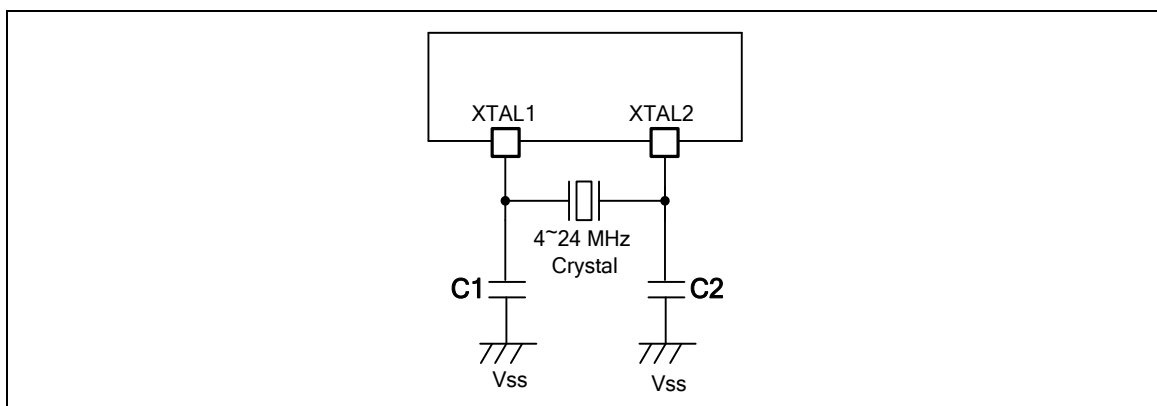 XTAL1 XTAL2
4~24 MHz
Crystal
C1 C2
Vss Vss